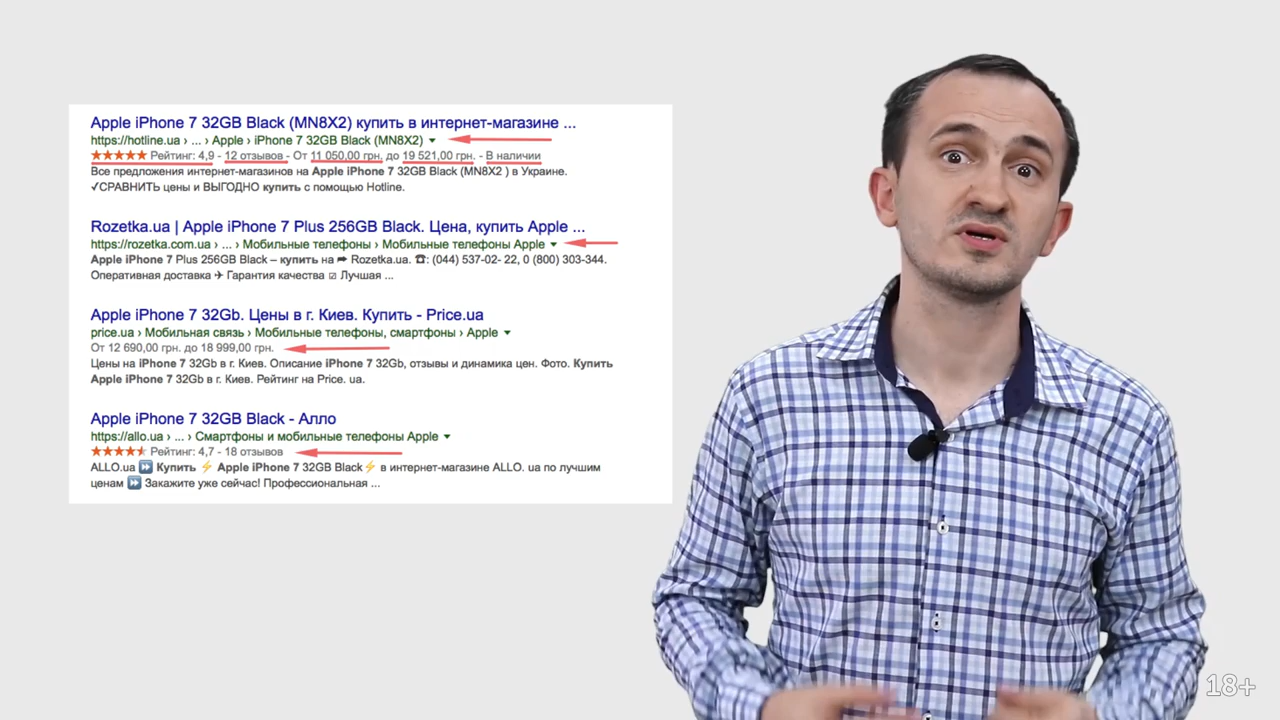 Apple iPhone 7 32GB Black (MN8X2) купить в интернет-магазине ...
https://hotline.ua › ... › Apple › iPhone 7 32GB Black (MN8X2) ▼
★★★★★ Рейтинг: 4,9 - 12 отзывов - От 11 050,00 грн. до 19 521,00 грн. - В наличии
Все предложения интернет-магазинов на Apple iPhone 7 32GB Black (MN8X2 ) в Украине.
✓СРАВНИТЬ цены и ВЫГОДНО купить с помощью Hotline.
Rozetka.ua | Apple iPhone 7 Plus 256GB Black. Цена, купить Apple ...
https://rozetka.com.ua › ... › Мобильные телефоны › Мобильные телефоны Apple ▼
Apple iPhone 7 Plus 256GB Black – купить на ➦ Rozetka.ua. ☎: (044) 537-02- 22, 0 (800) 303-344.
Оперативная доставка ✈ Гарантия качества ☑ Лучшая ...
Apple iPhone 7 32Gb. Цены в г. Киев. Купить - Price.ua
price.ua › Мобильная связь › Мобильные телефоны, смартфоны › Apple ▼
От 12 690,00 грн. до 18 999,00 грн.
Цены на iPhone 7 32Gb в г. Киев. Описание iPhone 7 32Gb, отзывы и динамика цен. Фото. Купить
Apple iPhone 7 32Gb в г. Киев. Рейтинг на Price. ua.
Apple iPhone 7 32GB Black - Алло
https://allo.ua › ... › Смартфоны и мобильные телефоны Apple ▼
★★★★★ Рейтинг: 4,7 - 18 отзывов
ALLO.ua ⏩ Купить ⚡ Apple iPhone 7 32GB Black⚡ в интернет-магазине ALLO. ua по лучшим
ценам ⏩ Закажите уже сейчас! Профессиональная ...
18+